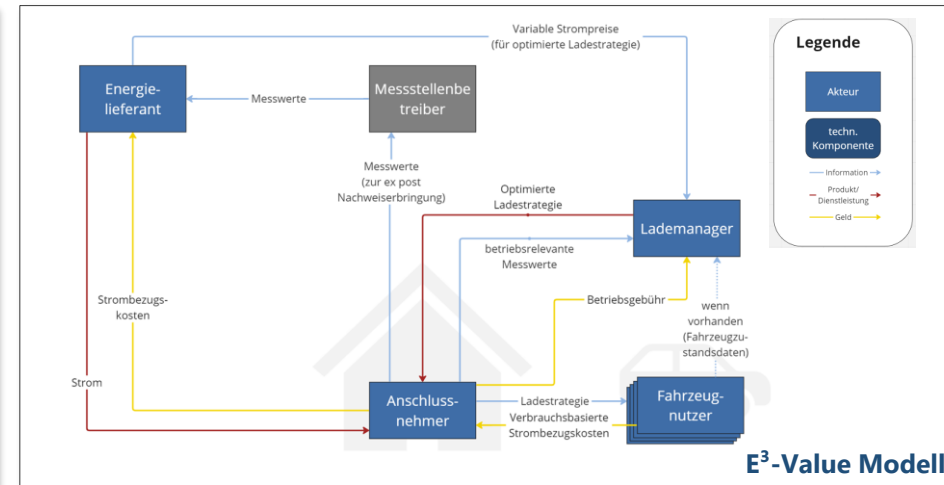 Variable Strompreise
(für optimierte Ladestrategie)
Energie-
lieferant
Messwerte
Messstellenbe
treiber
Messwerte
(zur ex post
Nachweiserbringung)
Optimierte
Ladestrategie
Lademanager
betriebsrelevante
Messwerte
Strombezugs-
kosten
Betriebsgebühr
wenn
vorhanden
(Fahrzeugzu-
standsdaten)
Strom
Anschluss-
nehmer
Ladestrategie
Verbrauchsbasierte
Strombezugskosten
Fahrzeug-
nutzer
Legende
Akteur
techn.
Komponente
Information
Produkt/
Dienstleistung
Geld
E³-Value Modell